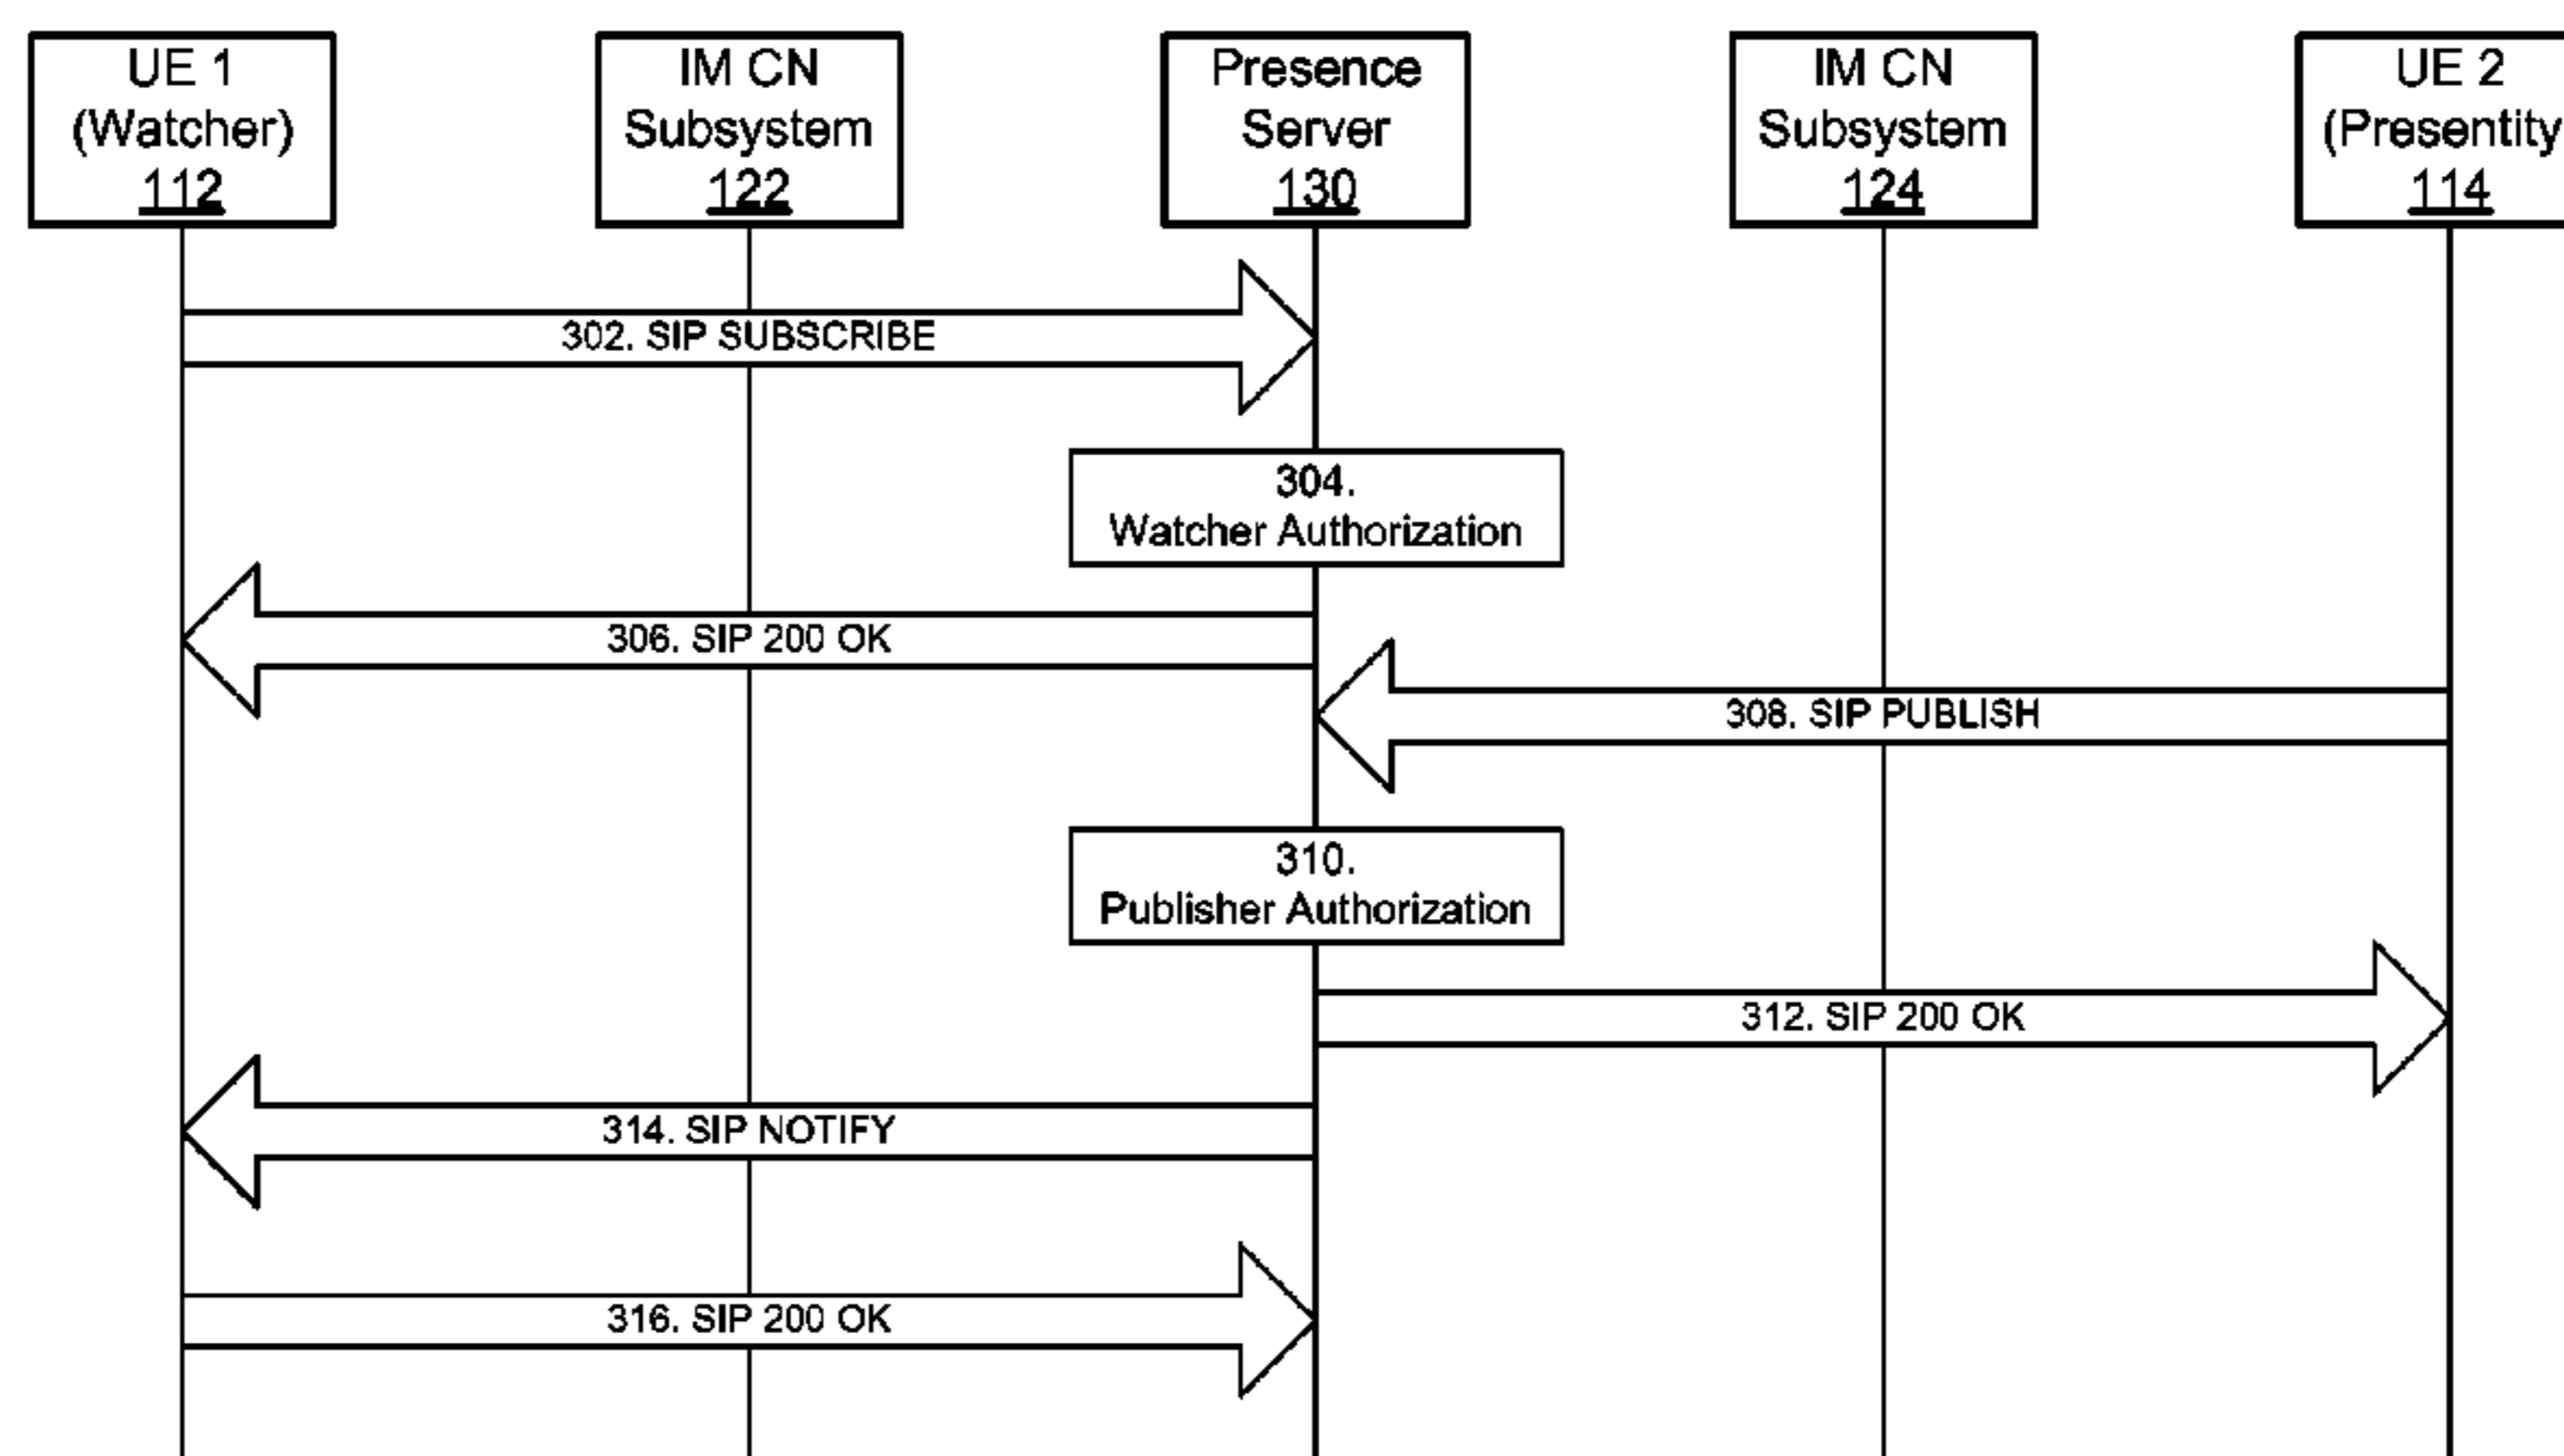 UE 1
(Watcher)
112
IM CN
Subsystem
122
Presence
Server
130
IM CN
Subsystem
124
UE 2
(Presentity
114
302. SIP SUBSCRIBE
304.
Watcher Authorization
306. SIP 200 OK
308. SIP PUBLISH
310.
Publisher Authorization
312. SIP 200 OK
314. SIP NOTIFY
316. SIP 200 OK